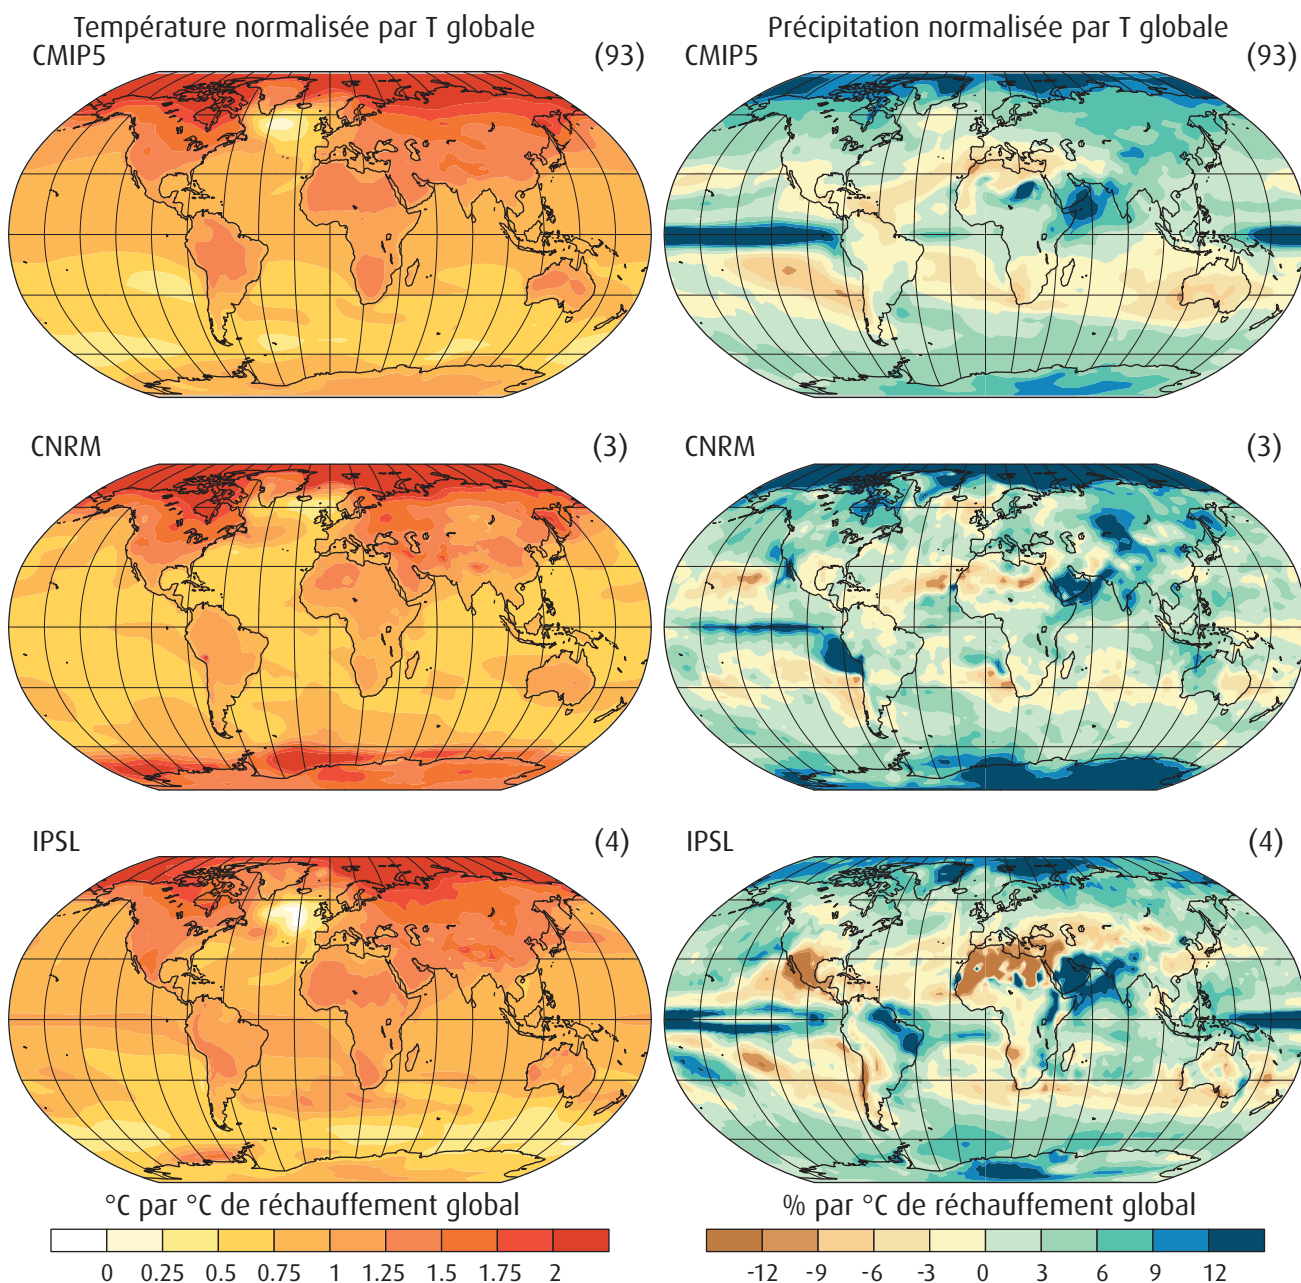 Température normalisée par T globale
CMIP5 (93)
Précipitation normalisée par T globale
CMIP5 (93)
CNRM (3)
CNRM (3)
IPSL (4)
IPSL (4)
°C par °C de réchauffement global
0 0.25 0.5 0.75 1 1.25 1.5 1.75 2
% par °C de réchauffement global
-12 -9 -6 -3 0 3 6 9 12